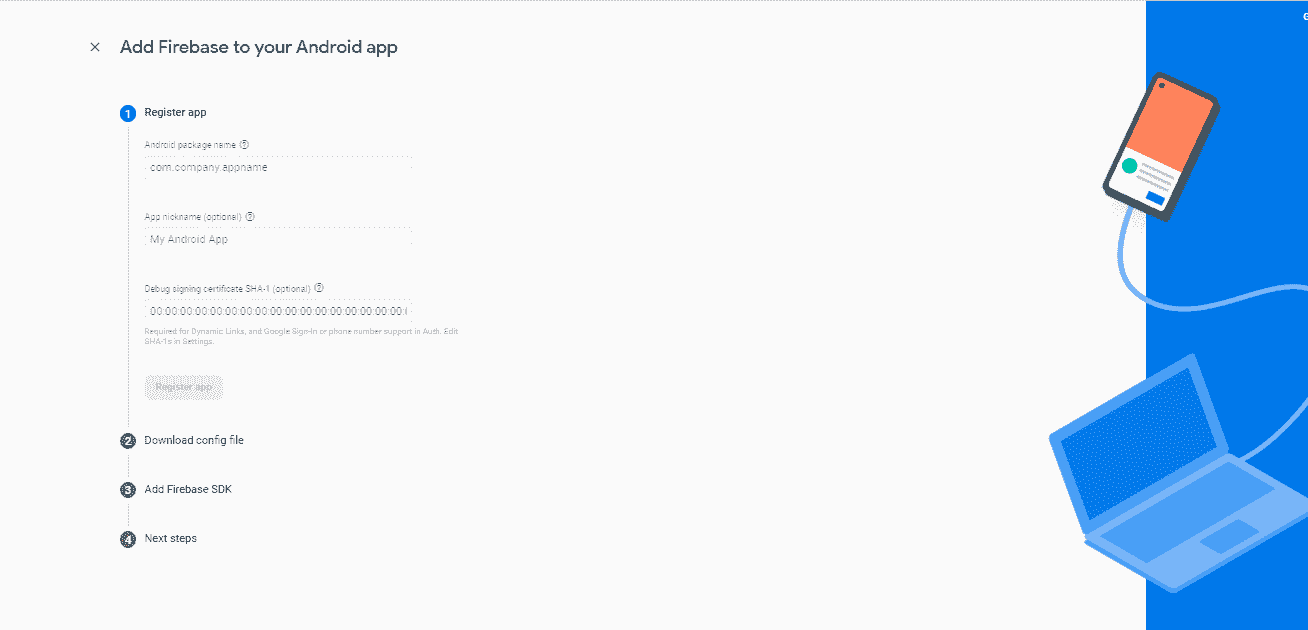 Add Firebase to your Android app
1 Register app
Android package name
com.company.appname
App nickname (optional)
My Android App
Debug signing certificate SHA-1 (optional)
00:00:00:00:00:00:00:00:00:00:00:00:00:00:00:00:00:
Required for Dynamic Links, and Google Sign-In or phone number support in Auth. Edit
SHA-1s in Settings.
Register app
2 Download config file
3 Add Firebase SDK
4 Next steps